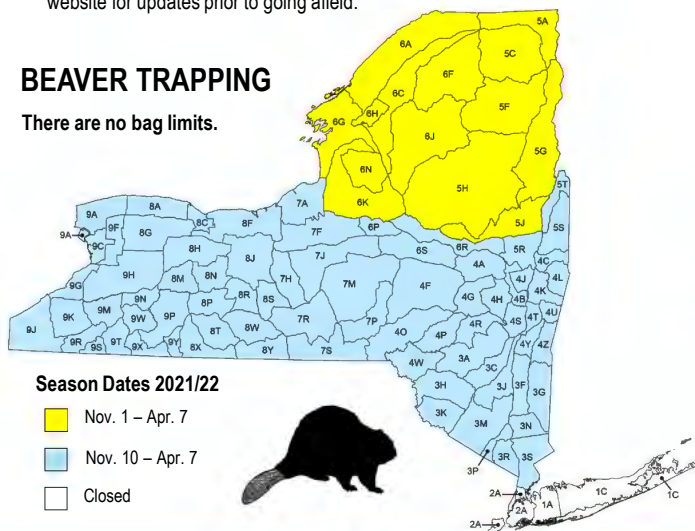 website for updates prior to going afield.
BEAVER TRAPPING
There are no bag limits.
5A
6A
5C
6F
6C
5F
6G
6H
6J
5G
6N
5H
5T
6K
7A
5J
9A
8A
5S
9F
8C
8F
7F
6P
9A
8G
6S
6R
5R
9C
8H
8J
7J
4A
4C
4J
4L
9H
8M
8N
7H
7M
4F
4K
9G
4G
4H
4B
9N
8R
8S
9M
8P
4U
9K
9W
9P
7R
7P
4R
4S
4T
9J
8T
8W
4O
4P
4Y
4Z
9R
9S
9T
9X
9Y
8X
8Y
7S
3A
4W
3C
3H
3J
3F
3G
3K
3M
3N
3R
3S
3P
2A
2A
2A
1A
1C
1C
Season Dates 2021/22
Nov. 1 – Apr. 7
Nov. 10 – Apr. 7
Closed